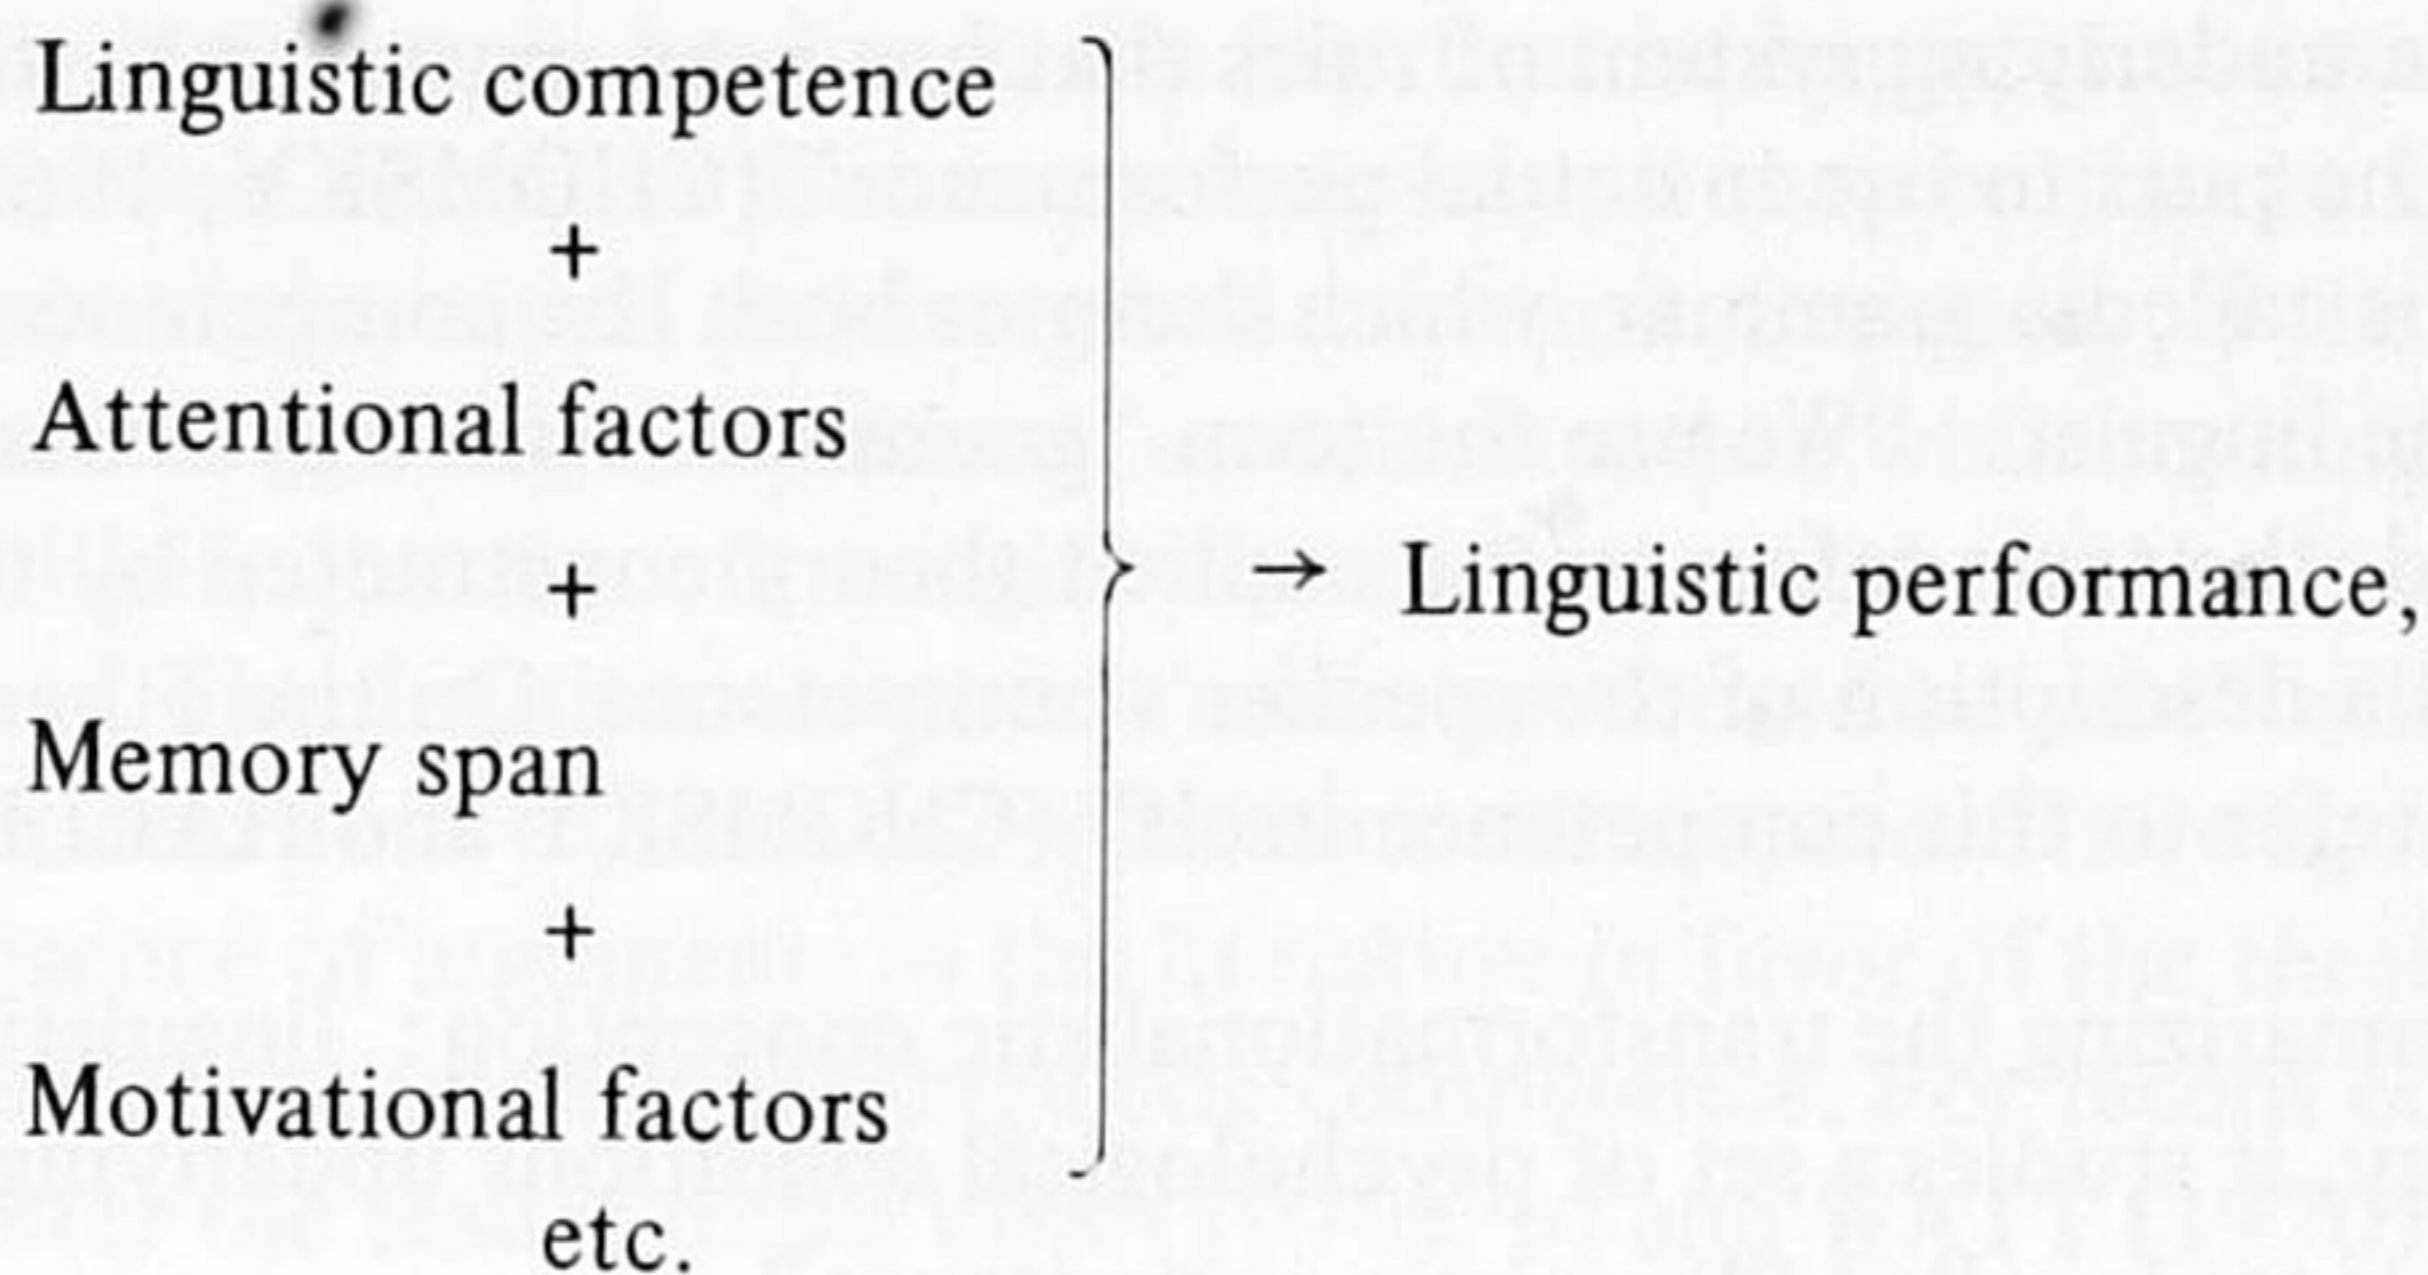 Linguistic competence
+
Attentional factors
+
→ Linguistic performance,
Memory span
+
Motivational factors
etc.